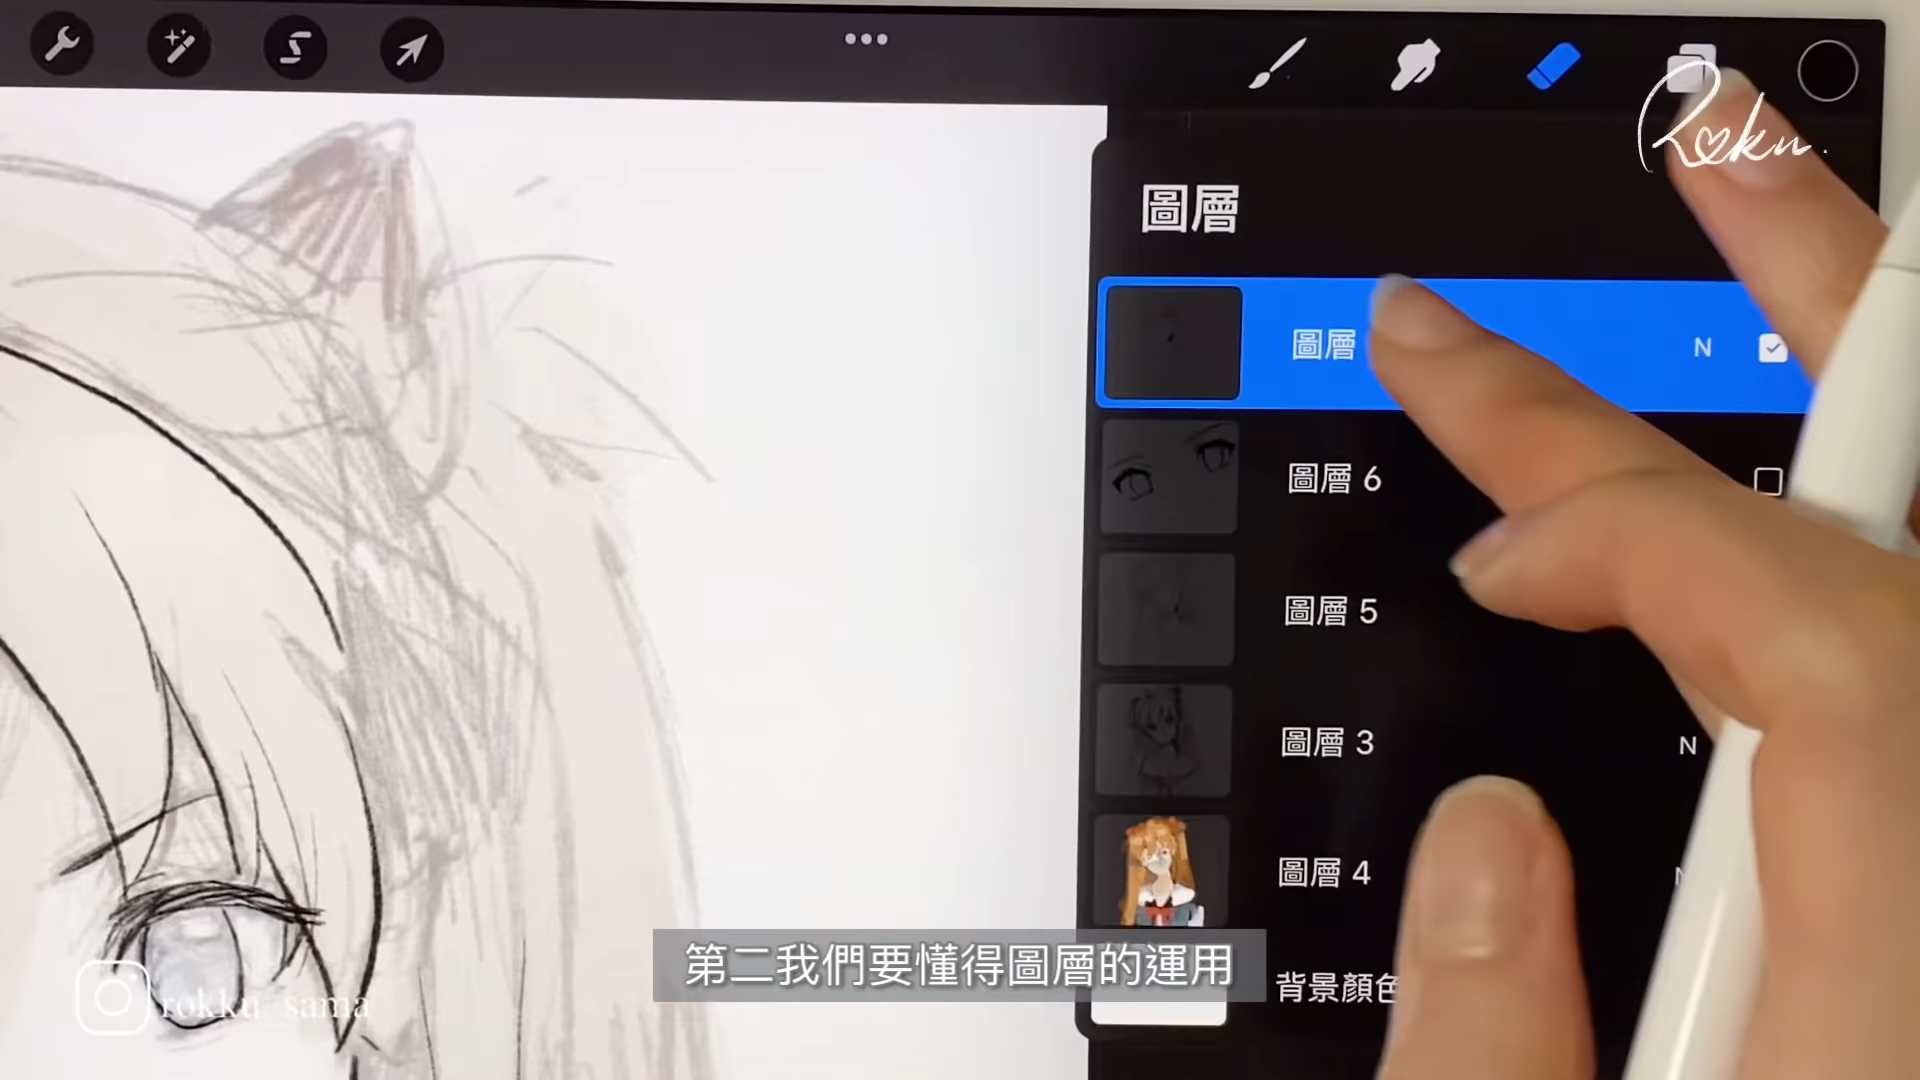 Roku.
圖層
圖層
N
圖層 6
圖層 5
圖層 3
N
圖層 4
背景顏色
第二我們要懂得圖層的運用
rokku_sama